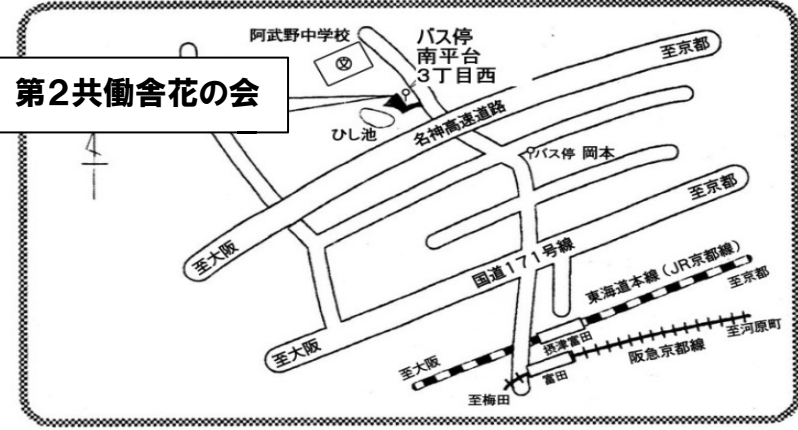 阿武野中学校
バス停
南平台
3丁目西
至京都
第2共働舎花の会
ひし池
名神高速道路
バス停 岡本
至京都
至大阪
国道171号線
東海道本線(JR京都線)
至京都
至大阪
摂津富田
至河原町
至大阪
阪急京都線
富田
至梅田